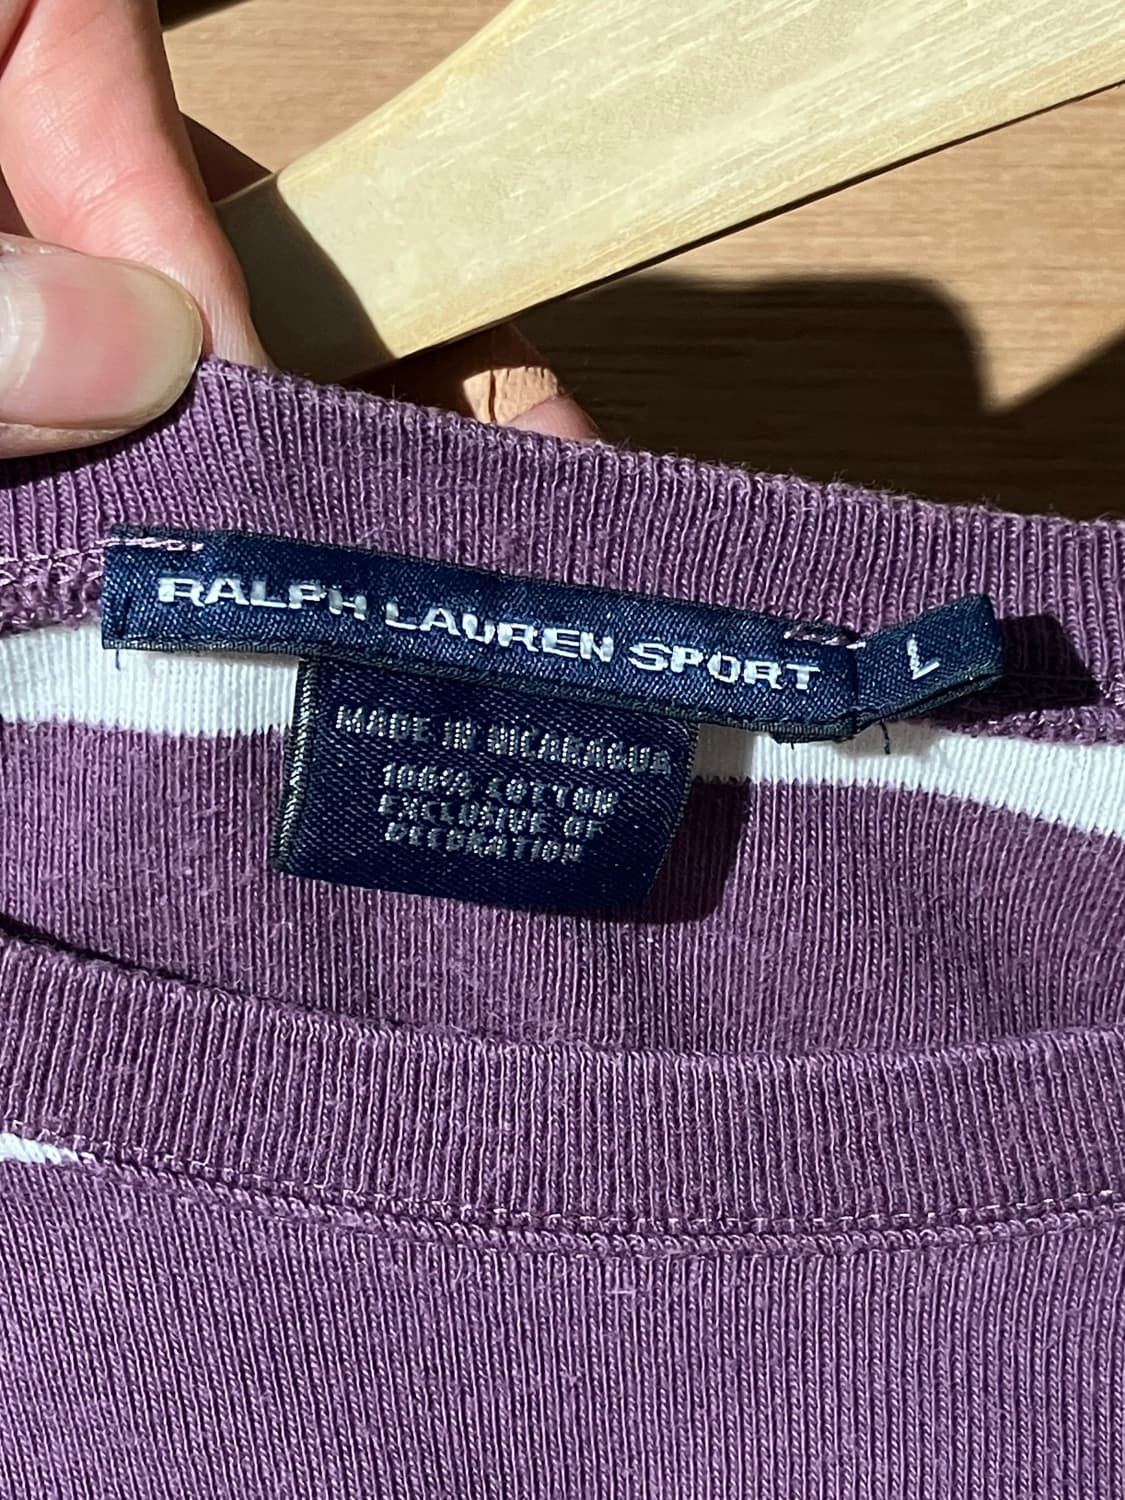 RALPH LAUREN SPORT
L
MADE IN NICARAGUA
100% COTTON
EXCLUSIVE OF
DECORATION